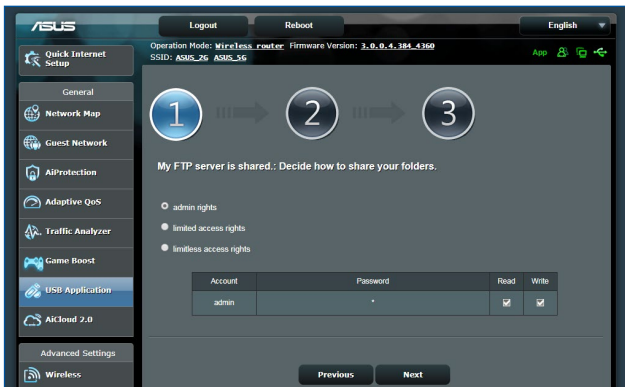 ASUS
Logout
Reboot
English
Quick Internet
Setup
Operation Mode: Wireless router Firmware Version: 3.0.0.4.384_4360
SSID: ASUS_2G ASUS_5G
App
General
Network Map
Guest Network
AiProtection
Adaptive QoS
Traffic Analyzer
Game Boost
USB Application
AiCloud 2.0
Advanced Settings
Wireless
1 2 3
My FTP server is shared.: Decide how to share your folders.
admin rights
limited access rights
limitless access rights
Account Password Read Write
admin *
Previous Next